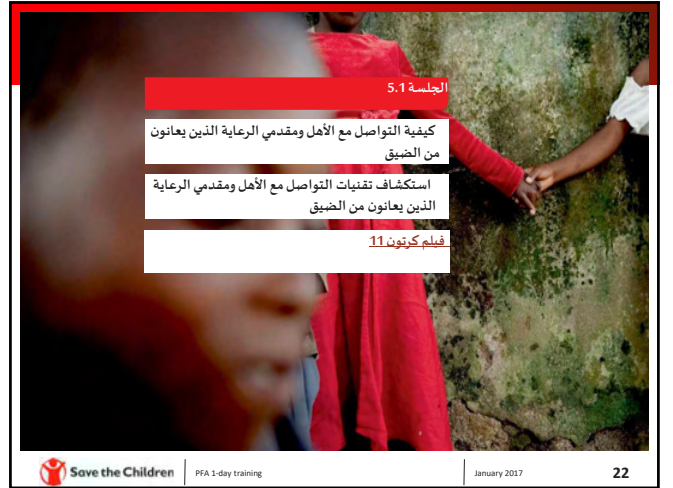 الجلسة 5.1
كيفية التواصل مع الأهل ومقدمي الرعاية الذين يعانون
من الضيق
استكشاف تقنيات التواصل مع الأهل ومقدمي الرعاية
الذين يعانون من الضيق
فيلم كرتون 11
Save the Children
PFA 1-day training
January 2017
22